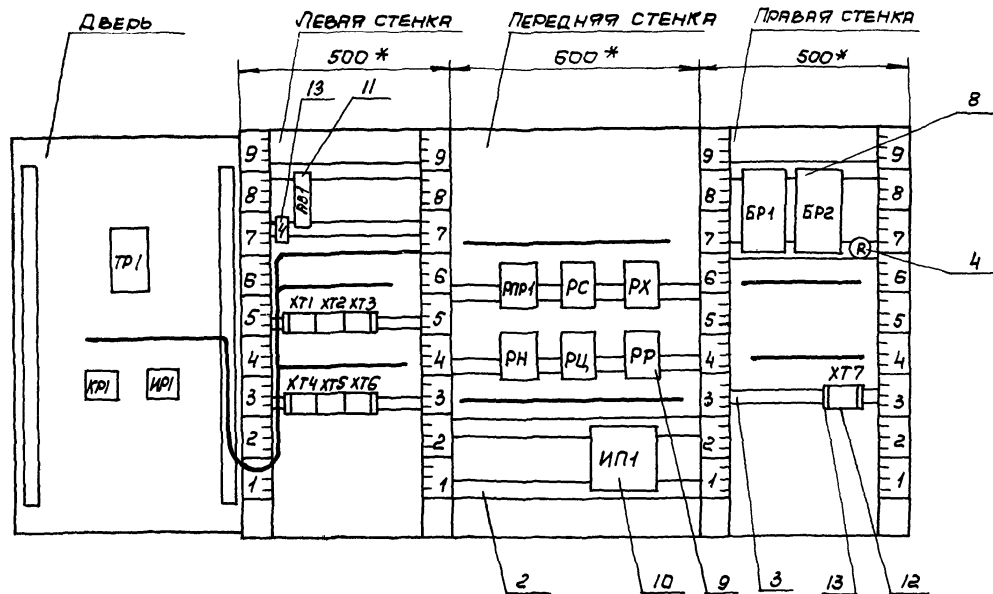 ДВЕРЬ
ЛЕВАЯ СТЕНКА
ПЕРЕДНЯЯ СТЕНКА
ПРАВАЯ СТЕНКА
500*
600*
500*
13
11
8
9
9
9
9
АВ1
8
8
8
8
БР1
БР2
4
7
7
7
7
R
4
ТР1
6
6
РПР1
РС
РХ
6
6
ХТ1 ХТ2 ХТ3
5
5
5
5
4
4
РН
РЦ
РР
4
4
КР1
ИР1
ХТ4 ХТ5 ХТ6
ХТ7
3
3
3
3
2
2
ИП1
2
2
1
1
1
1
2
10
9
3
13
12